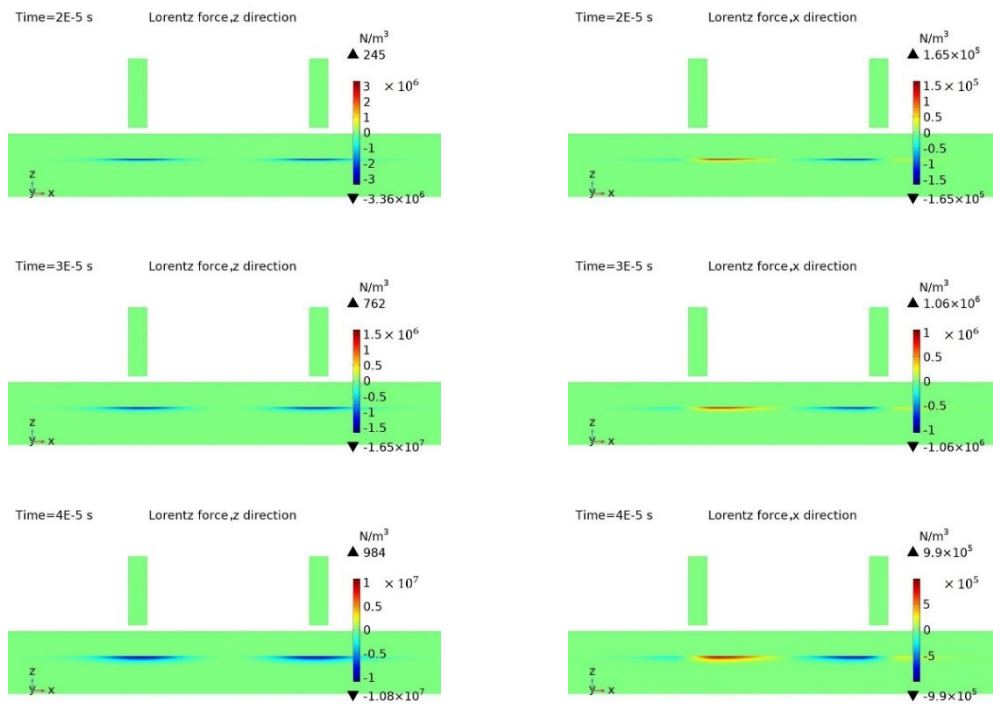 Time=2E-5 s Lorentz force,z direction
N/m³
▲ 245
3 × 10⁶
2
1
0
-1
-2
-3
▼ -3.36×10⁶
z
y x
Time=2E-5 s Lorentz force,x direction
N/m³
▲ 1.65×10⁵
1.5 × 10⁵
1
0.5
0
-0.5
-1
-1.5
▼ -1.65×10⁵
z
y x
Time=3E-5 s Lorentz force,z direction
N/m³
▲ 762
1.5 × 10⁶
1
0.5
0
-0.5
-1
-1.5
▼ -1.65×10⁷
z
y x
Time=3E-5 s Lorentz force,x direction
N/m³
▲ 1.06×10⁶
1 × 10⁶
0.5
0
-0.5
-1
▼ -1.06×10⁶
z
y x
Time=4E-5 s Lorentz force,z direction
N/m³
▲ 984
1 × 10⁷
0.5
0
-0.5
-1
▼ -1.08×10⁷
z
y x
Time=4E-5 s Lorentz force,x direction
N/m³
▲ 9.9×10⁵
× 10⁵
5
0
-5
▼ -9.9×10⁵
z
y x